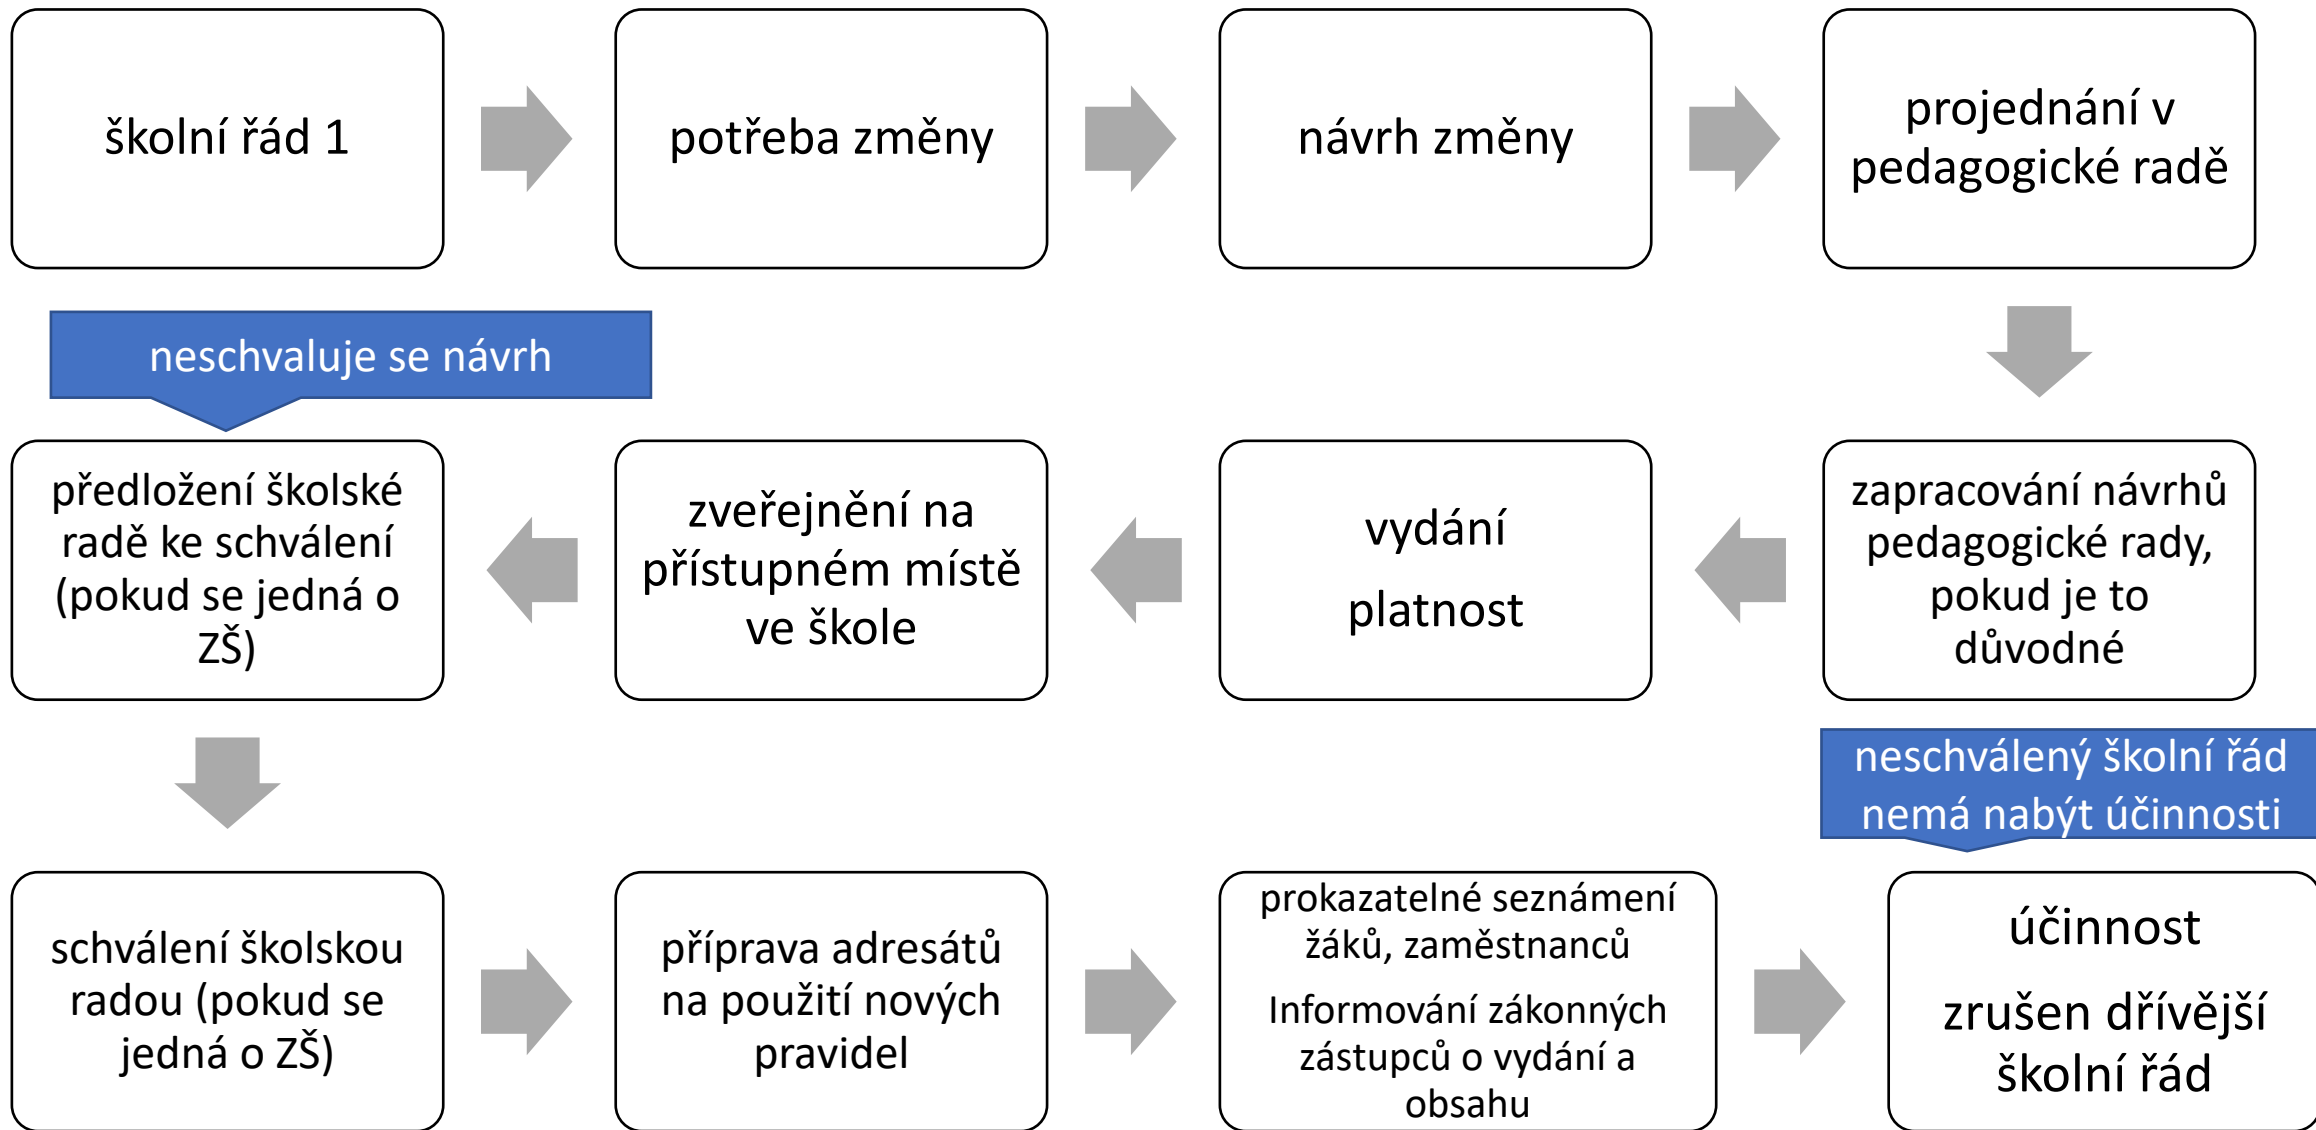 školní řád 1
potřeba změny
návrh změny
projednání v
pedagogické radě
neschvaluje se návrh
předložení školské
radě ke schválení
(pokud se jedná o
ZŠ)
zveřejnění na
přístupném místě
ve škole
vydání
platnost
zapracování návrhů
pedagogické rady,
pokud je to
důvodné
neschválený školní řád
nemá nabýt účinnosti
schválení školskou
radou (pokud se
jedná o ZŠ)
příprava adresátů
na použití nových
pravidel
prokazatelné seznámení
žáků, zaměstnanců
Informování zákonných
zástupců o vydání a
obsahu
účinnost
zrušen dřívější
školní řád